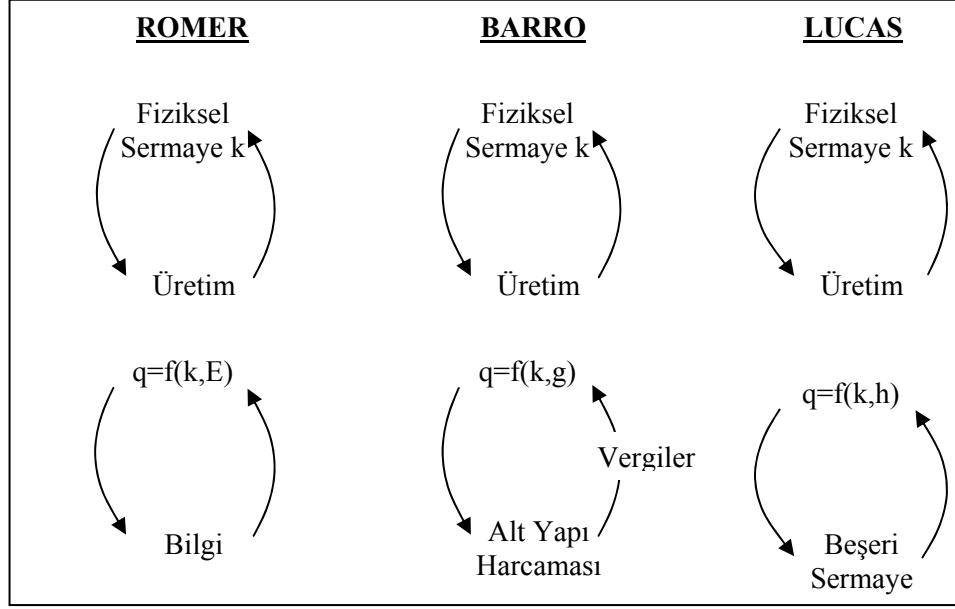 ROMER
Fiziksel
Sermaye k
Üretim
q=f(k,E)
Bilgi
BARRO
Fiziksel
Sermaye k
Üretim
q=f(k,g)
Vergiler
Alt Yapı
Harcaması
LUCAS
Fiziksel
Sermaye k
Üretim
q=f(k,h)
Beşeri
Sermaye